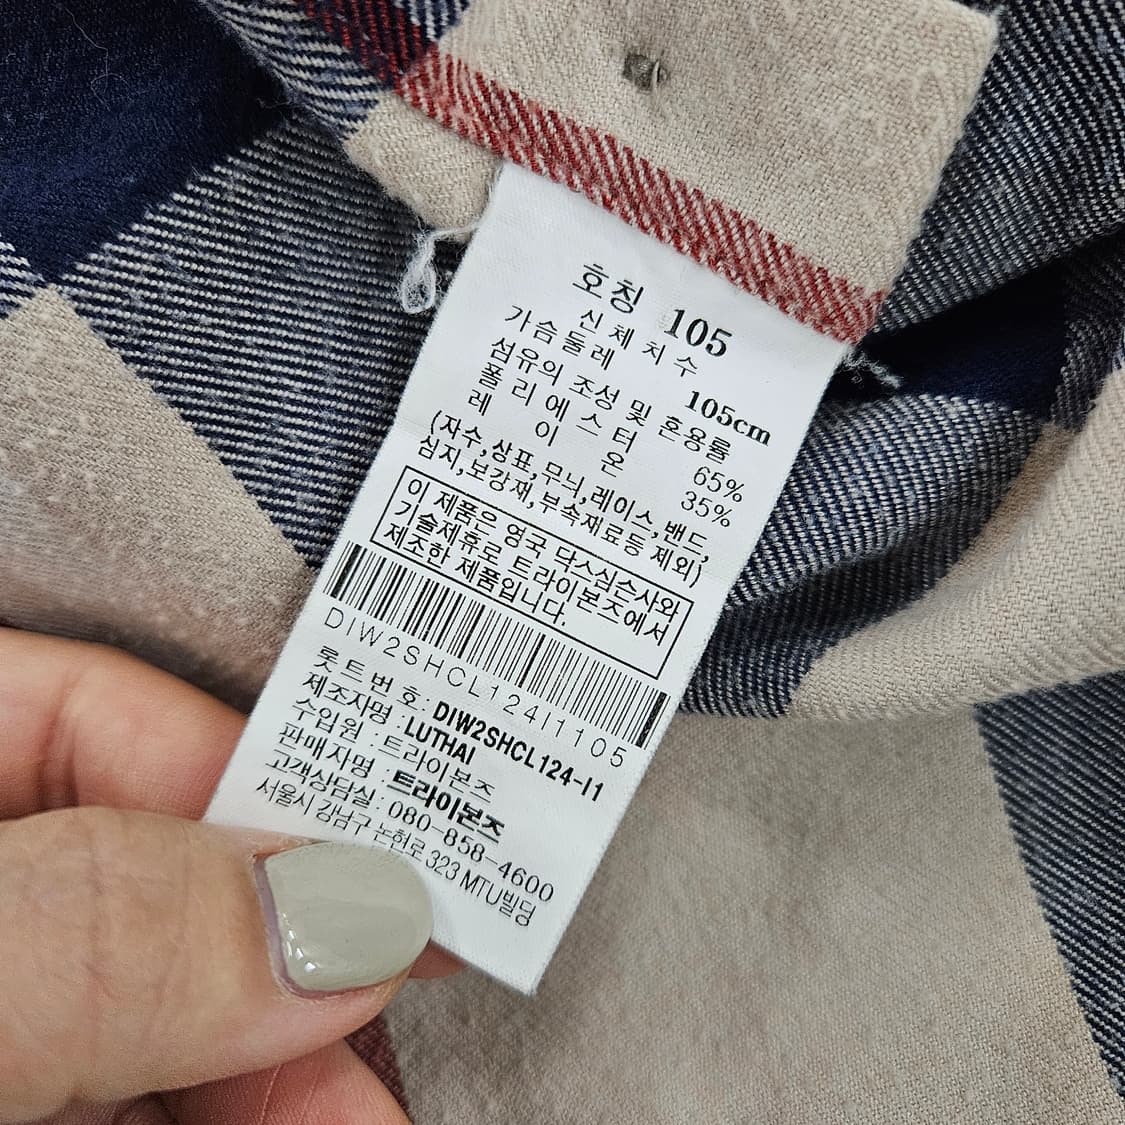 호칭 105
신체치수
가슴둘레 105cm
섬유의 조성 및 혼용률
폴리에스터 65%
레이온 35%
(자수,상표,무늬,레이스,밴드,
심지,보강재,부속재료등 제외)
이 제품은 영국 닥스심슨사와
기술제휴로 트라이본즈에서
제조한 제품입니다.
DIW2SHCL124I1105
롯트번호: DIW2SHCL124-I1
제조자명 : LUTHAI
수입원 : 트라이본즈
판매자명 : 트라이본즈
고객상담실: 080-858-4600
서울시 강남구 논현로 323 MTU빌딩